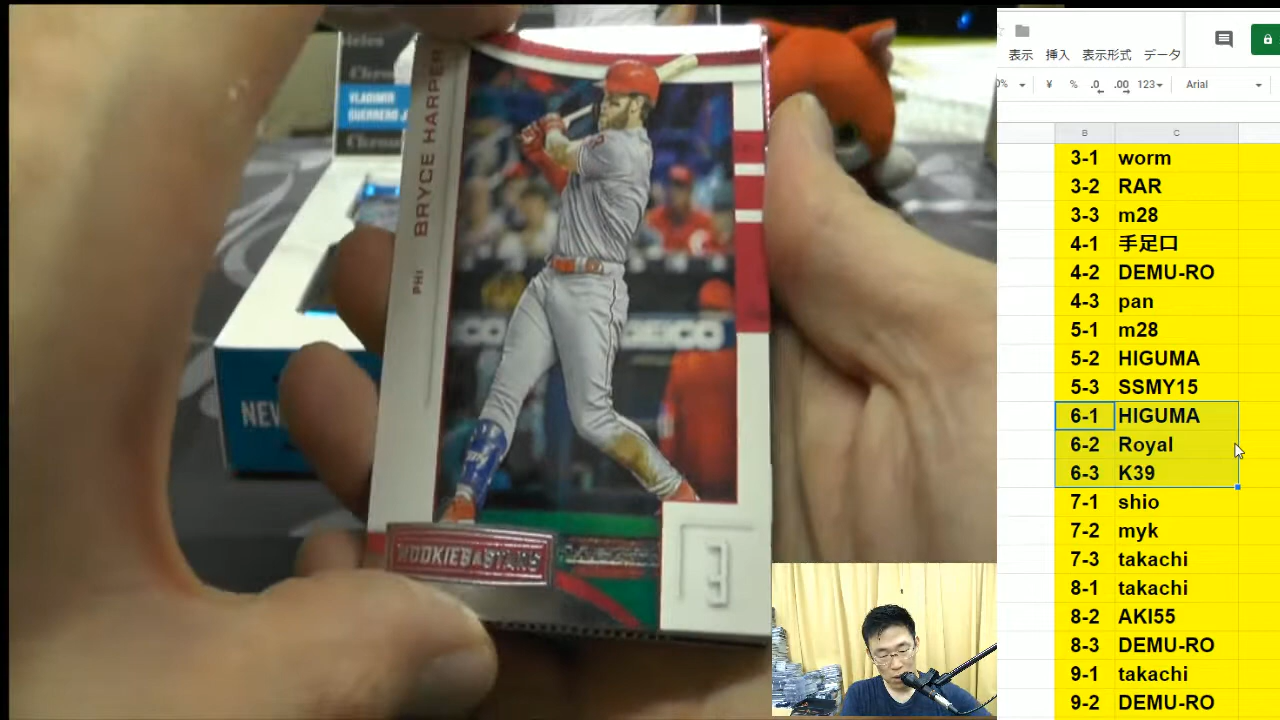 VLADIMIR
GUERRERO J
Chron
BRYCE HARPER
PHI
GEICO
NEW
ROOKIES & STARS
3
表示 挿入 表示形式 データ
% ¥ % .0 .00 123 Arial
B C
3-1 worm
3-2 RAR
3-3 m28
4-1 手足口
4-2 DEMU-RO
4-3 pan
5-1 m28
5-2 HIGUMA
5-3 SSMY15
6-1 HIGUMA
6-2 Royal
6-3 K39
7-1 shio
7-2 myk
7-3 takachi
8-1 takachi
8-2 AKI55
8-3 DEMU-RO
9-1 takachi
9-2 DEMU-RO